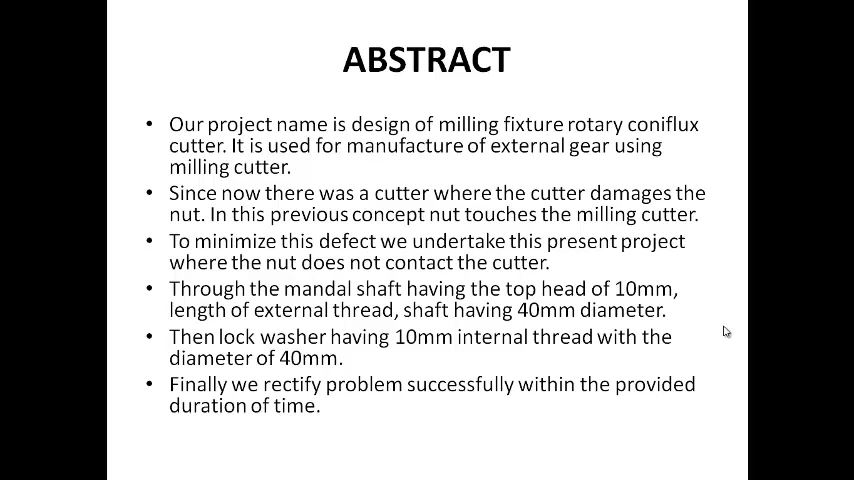 ABSTRACT
• Our project name is design of milling fixture rotary coniflux
cutter. It is used for manufacture of external gear using
milling cutter.
• Since now there was a cutter where the cutter damages the
nut. In this previous concept nut touches the milling cutter.
• To minimize this defect we undertake this present project
where the nut does not contact the cutter.
• Through the mandal shaft having the top head of 10mm,
length of external thread, shaft having 40mm diameter.
• Then lock washer having 10mm internal thread with the
diameter of 40mm.
• Finally we rectify problem successfully within the provided
duration of time.